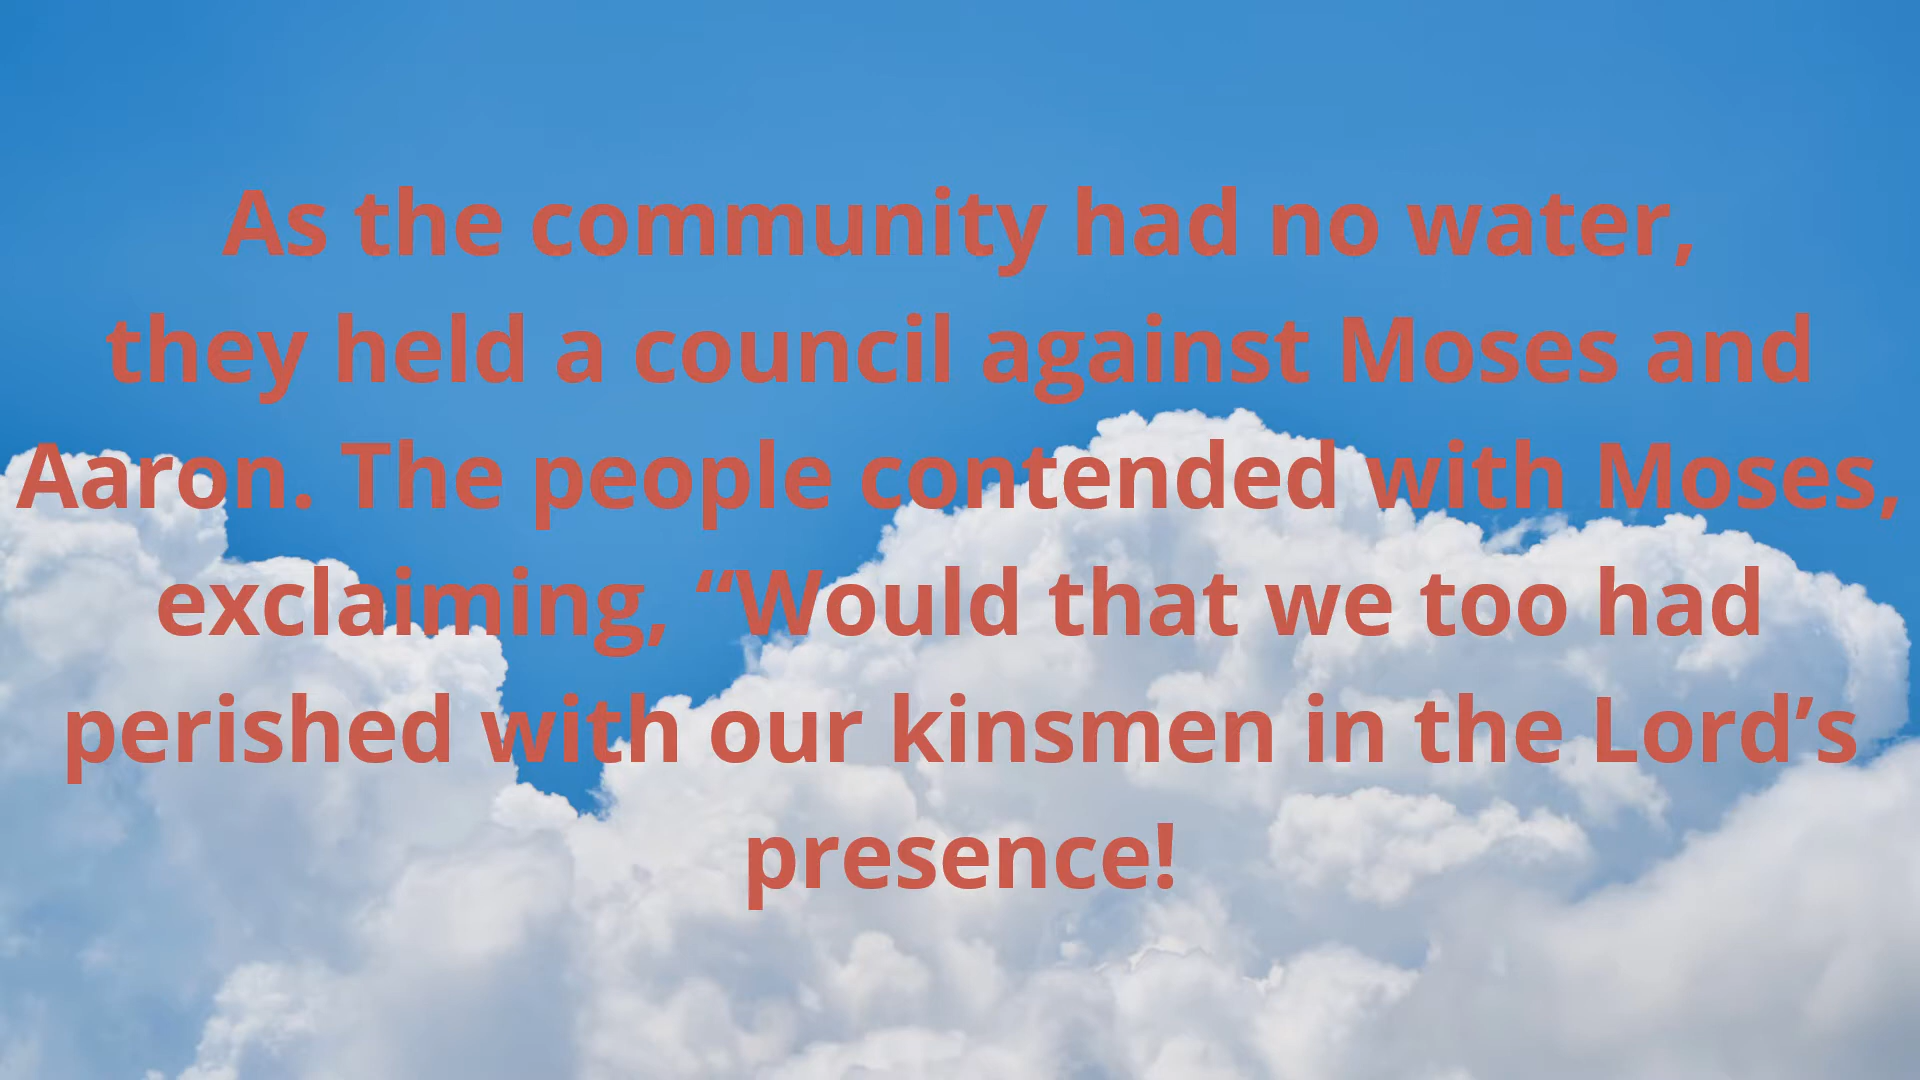 As the community had no water,
they held a council against Moses and
Aaron. The people contended with Moses,
exclaiming, “Would that we too had
perished with our kinsmen in the Lord’s
presence!